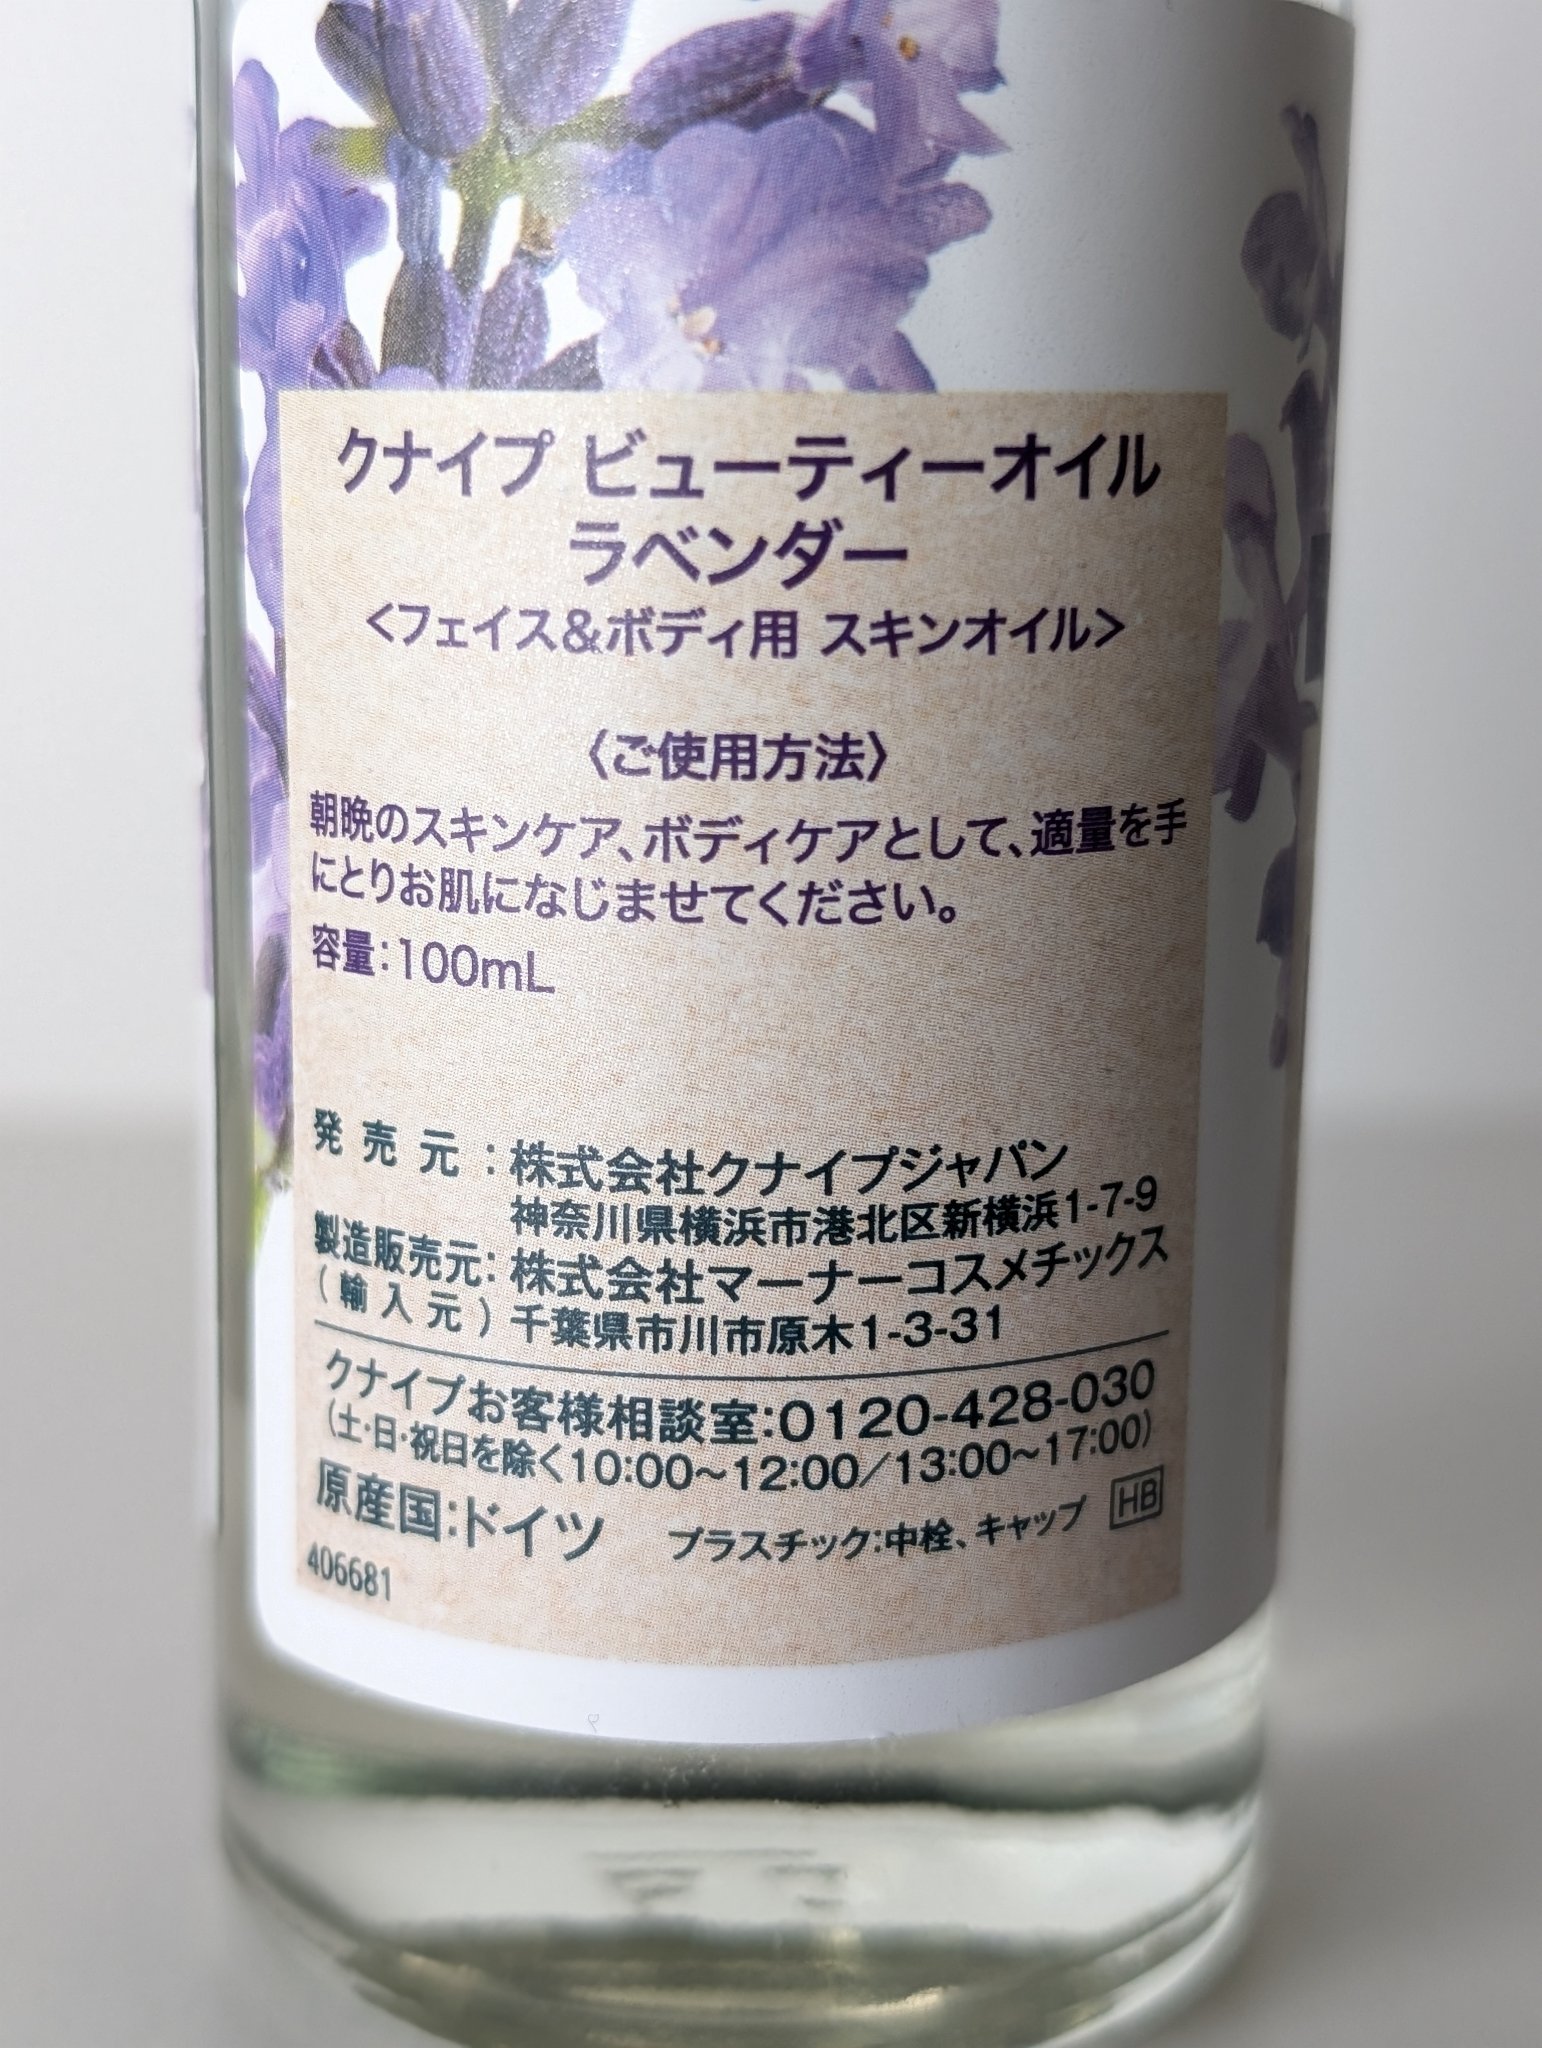 クナイプ ビューティーオイル
ラベンダー
<フェイス&ボディ用 スキンオイル>
〈ご使用方法〉
朝晩のスキンケア、ボディケアとして、適量を手
にとりお肌になじませてください。
容量:100mL
発売元:株式会社クナイプジャパン
神奈川県横浜市港北区新横浜1-7-9
製造販売元:株式会社マーナーコスメチックス
(輸入元)千葉県市川市原木1-3-31
クナイプお客様相談室:0120-428-030
(土・日・祝日を除く10:00~12:00/13:00~17:00)
原産国:ドイツ プラスチック:中栓、キャップ HB
406681